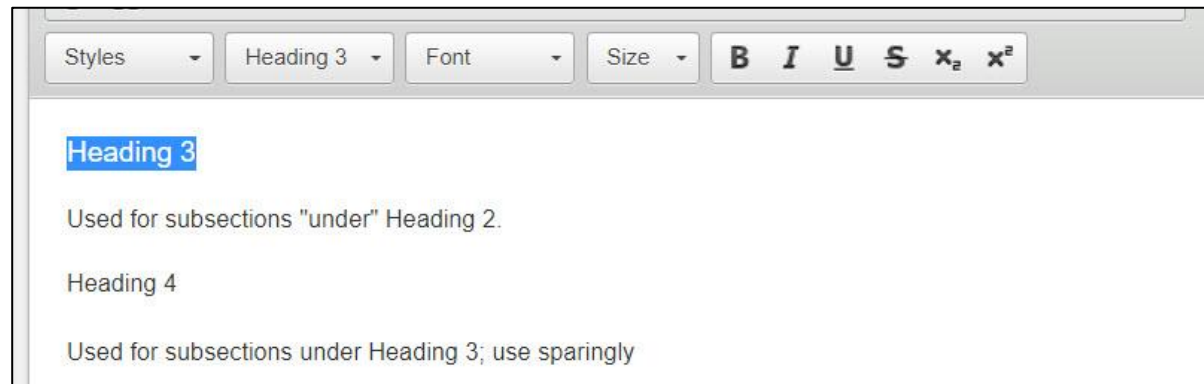 Styles Heading 3 Font Size B I U S x₂ x²
Heading 3
Used for subsections "under" Heading 2.
Heading 4
Used for subsections under Heading 3; use sparingly